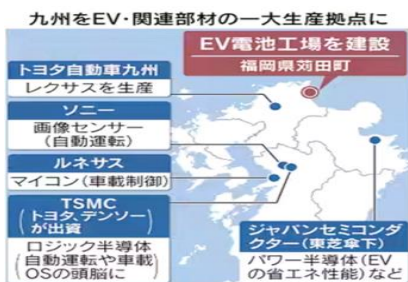 九州をEV・関連部材の一大生産拠点に
EV電池工場を建設
福岡県苅田町
トヨタ自動車九州
レクサスを生産
ソニー
画像センサー
(自動運転)
ルネサス
マイコン(車載制御)
TSMC
(トヨタ、デンソー
が出資)
ロジック半導体
(自動運転や車載
OSの頭脳に
ジャパンセミコンダ
クター(東芝傘下)
パワー半導体(EV
の省エネ性能)など